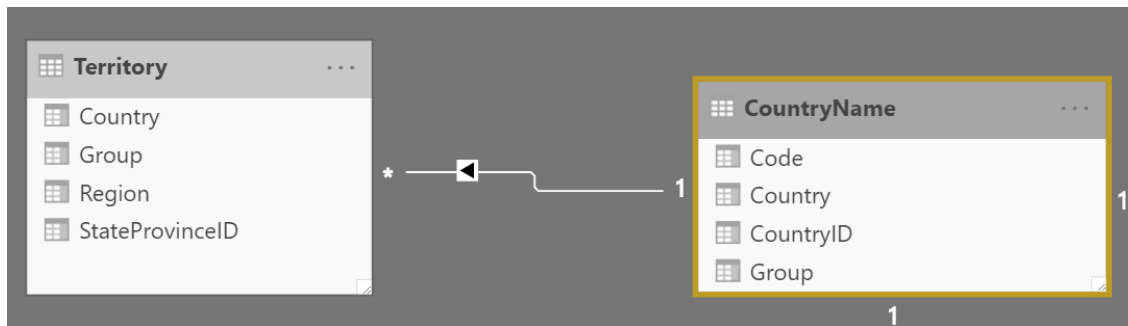 Territory ...
Country
Group
Region
StateProvinceID
*
1
CountryName ...
Code
Country
CountryID
Group
1
1